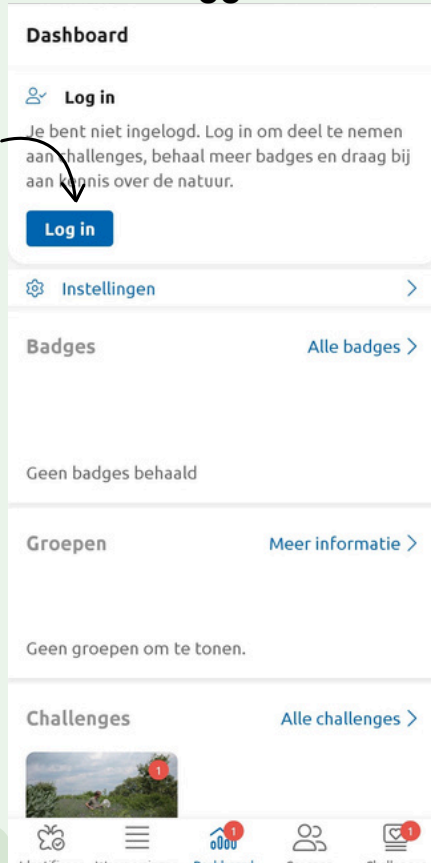 Dashboard
Log in
Je bent niet ingelogd. Log in om deel te nemen
aan challenges, behaal meer badges en draag bij
aan kennis over de natuur.
Log in
Instellingen
Badges
Alle badges
Geen badges behaald
Groepen
Meer informatie
Geen groepen om te tonen.
Challenges
Alle challenges
1
1
1